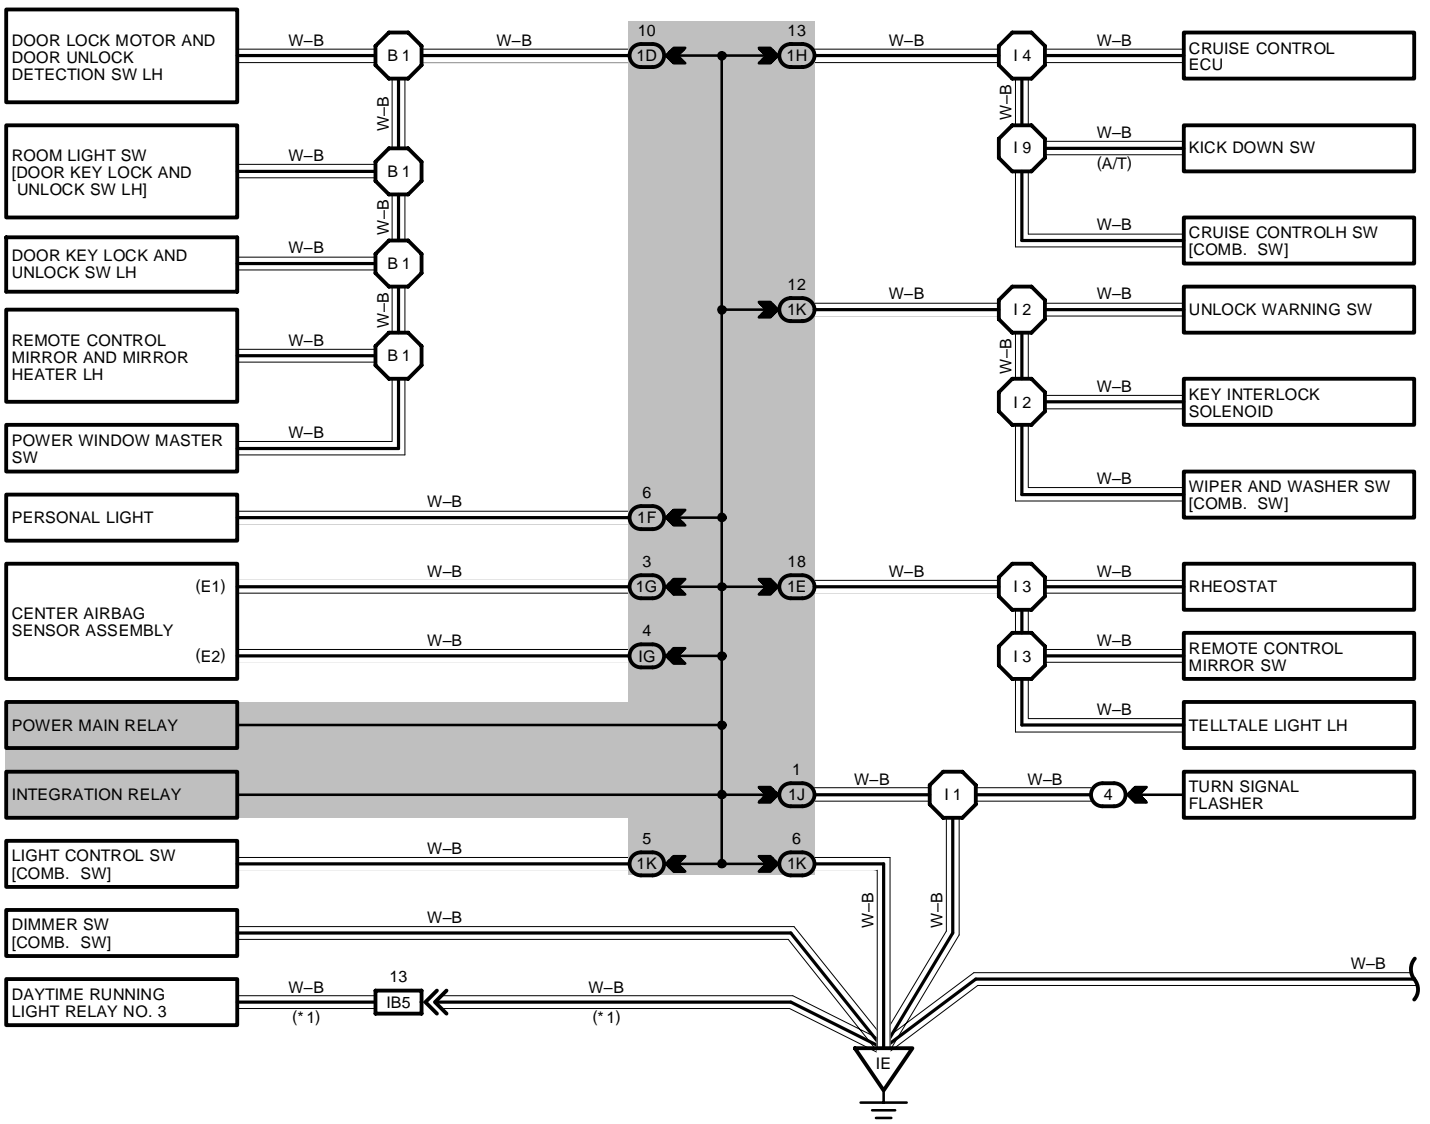 DOOR LOCK MOTOR AND
DOOR UNLOCK
DETECTION SW LH
W–B
B 1
W–B
10
1D
13
1H
W–B
I 4
W–B
CRUISE CONTROL
ECU
W–B
W–B
ROOM LIGHT SW
[DOOR KEY LOCK AND
UNLOCK SW LH]
W–B
B 1
I 9
W–B
(A/T)
KICK DOWN SW
W–B
DOOR KEY LOCK AND
UNLOCK SW LH
W–B
B 1
W–B
CRUISE CONTROLH SW
[COMB. SW]
W–B
12
1K
W–B
I 2
W–B
UNLOCK WARNING SW
REMOTE CONTROL
MIRROR AND MIRROR
HEATER LH
W–B
B 1
W–B
I 2
W–B
KEY INTERLOCK
SOLENOID
POWER WINDOW MASTER
SW
W–B
W–B
WIPER AND WASHER SW
[COMB. SW]
PERSONAL LIGHT
W–B
6
1F
CENTER AIRBAG
SENSOR ASSEMBLY
(E1)
W–B
3
1G
18
1E
W–B
I 3
W–B
RHEOSTAT
(E2)
W–B
4
IG
I 3
W–B
REMOTE CONTROL
MIRROR SW
POWER MAIN RELAY
W–B
TELLTALE LIGHT LH
INTEGRATION RELAY
1
1J
W–B
I 1
W–B
4
TURN SIGNAL
FLASHER
LIGHT CONTROL SW
[COMB. SW]
W–B
5
1K
6
1K
W–B
W–B
DIMMER SW
[COMB. SW]
W–B
W–B
DAYTIME RUNNING
LIGHT RELAY NO. 3
W–B
(* 1)
13
IB5
W–B
(* 1)
IE